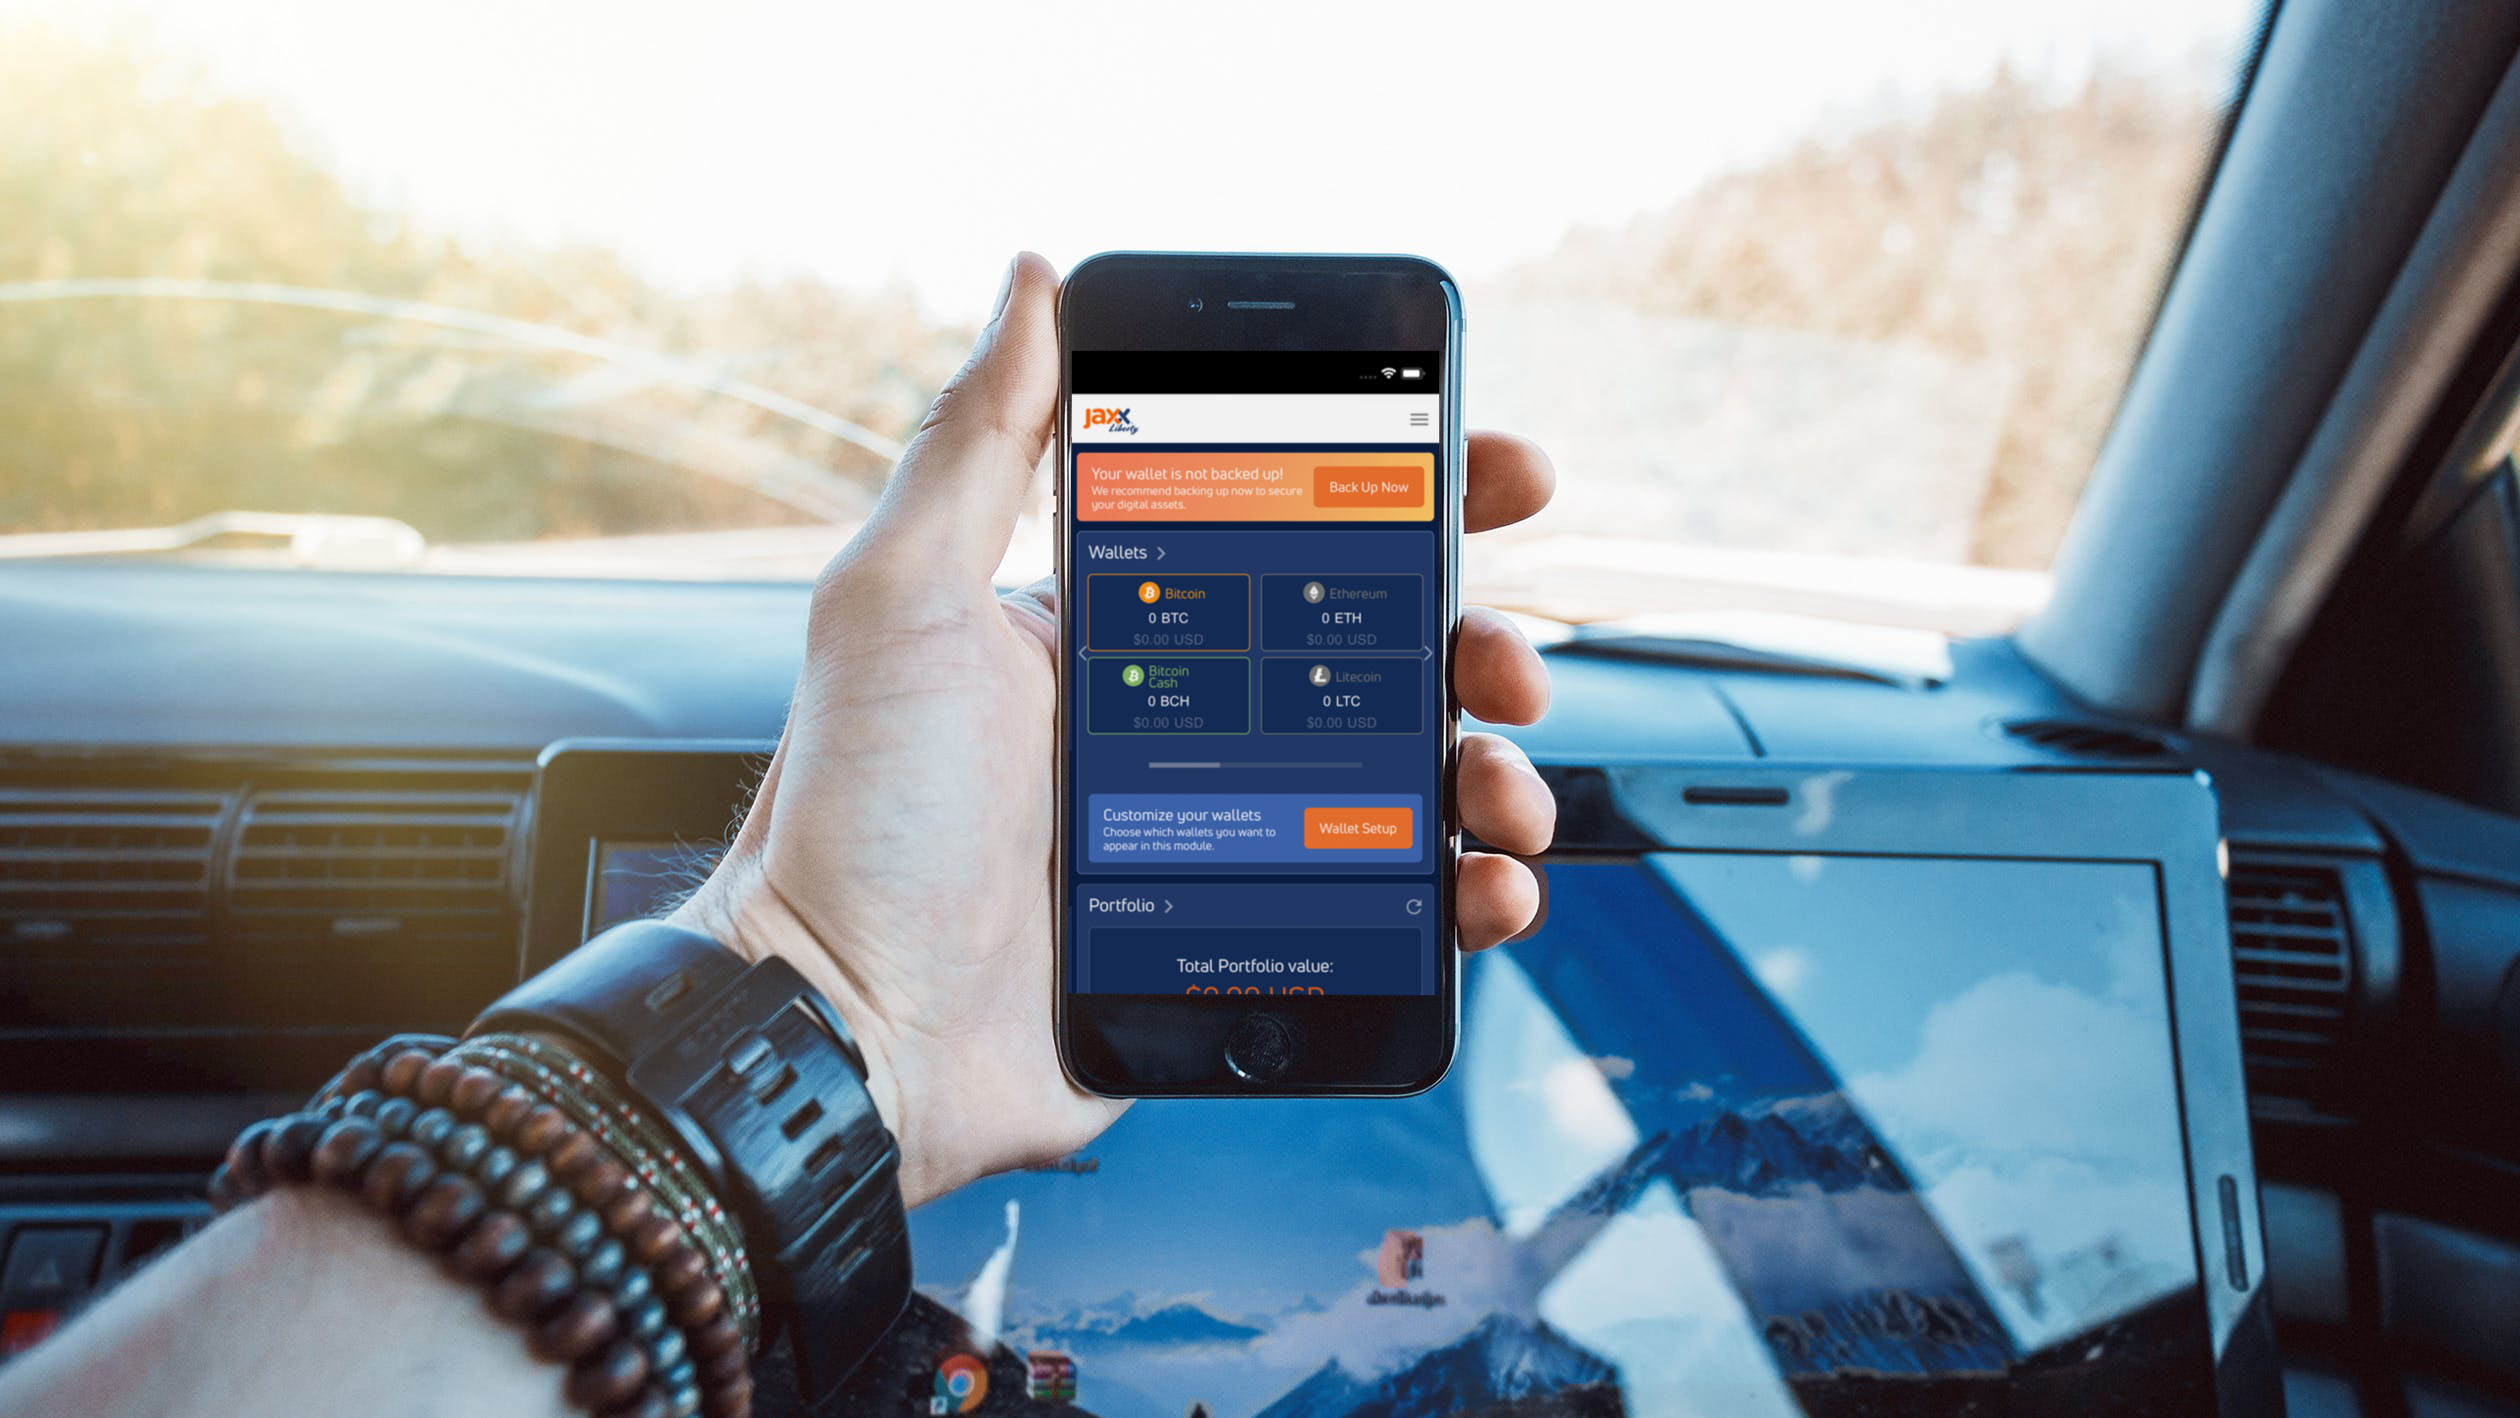 jaxx
Liberty
Your wallet is not backed up!
We recommend backing up now to secure
your digital assets.
Back Up Now
Wallets
Bitcoin
0 BTC
$0.00 USD
Ethereum
0 ETH
$0.00 USD
Bitcoin
Cash
0 BCH
$0.00 USD
Litecoin
0 LTC
$0.00 USD
Customize your wallets
Choose which wallets you want to
appear in this module.
Wallet Setup
Portfolio
Total Portfolio value:
$0.00 USD